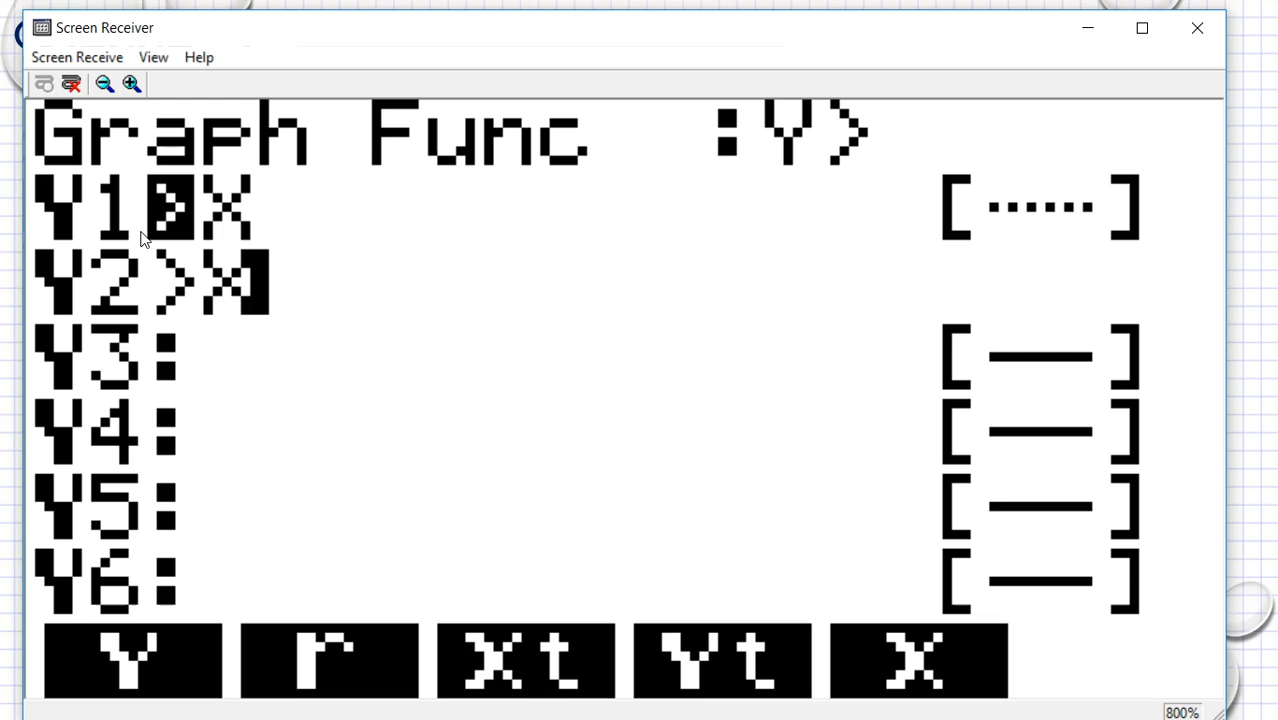 Screen Receiver
Screen Receive View Help
Graph Func :Y>
Y1>X [······]
Y2>X
Y3: [——]
Y4: [——]
Y5: [——]
Y6: [——]
Y r Xt Yt X
800%